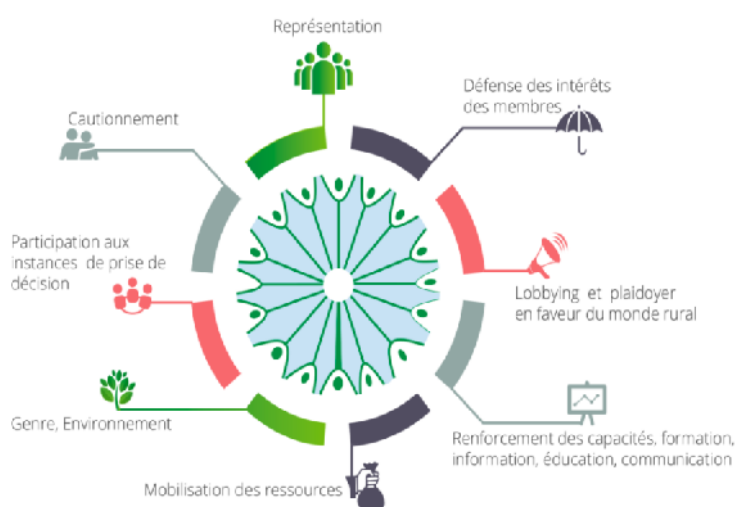 Représentation
Défense des intérêts
des membres
Cautionnement
Participation aux
instances de prise de
décision
Lobbying et plaidoyer
en faveur du monde rural
Genre, Environnement
Renforcement des capacités, formation,
information, éducation, communication
Mobilisation des ressources